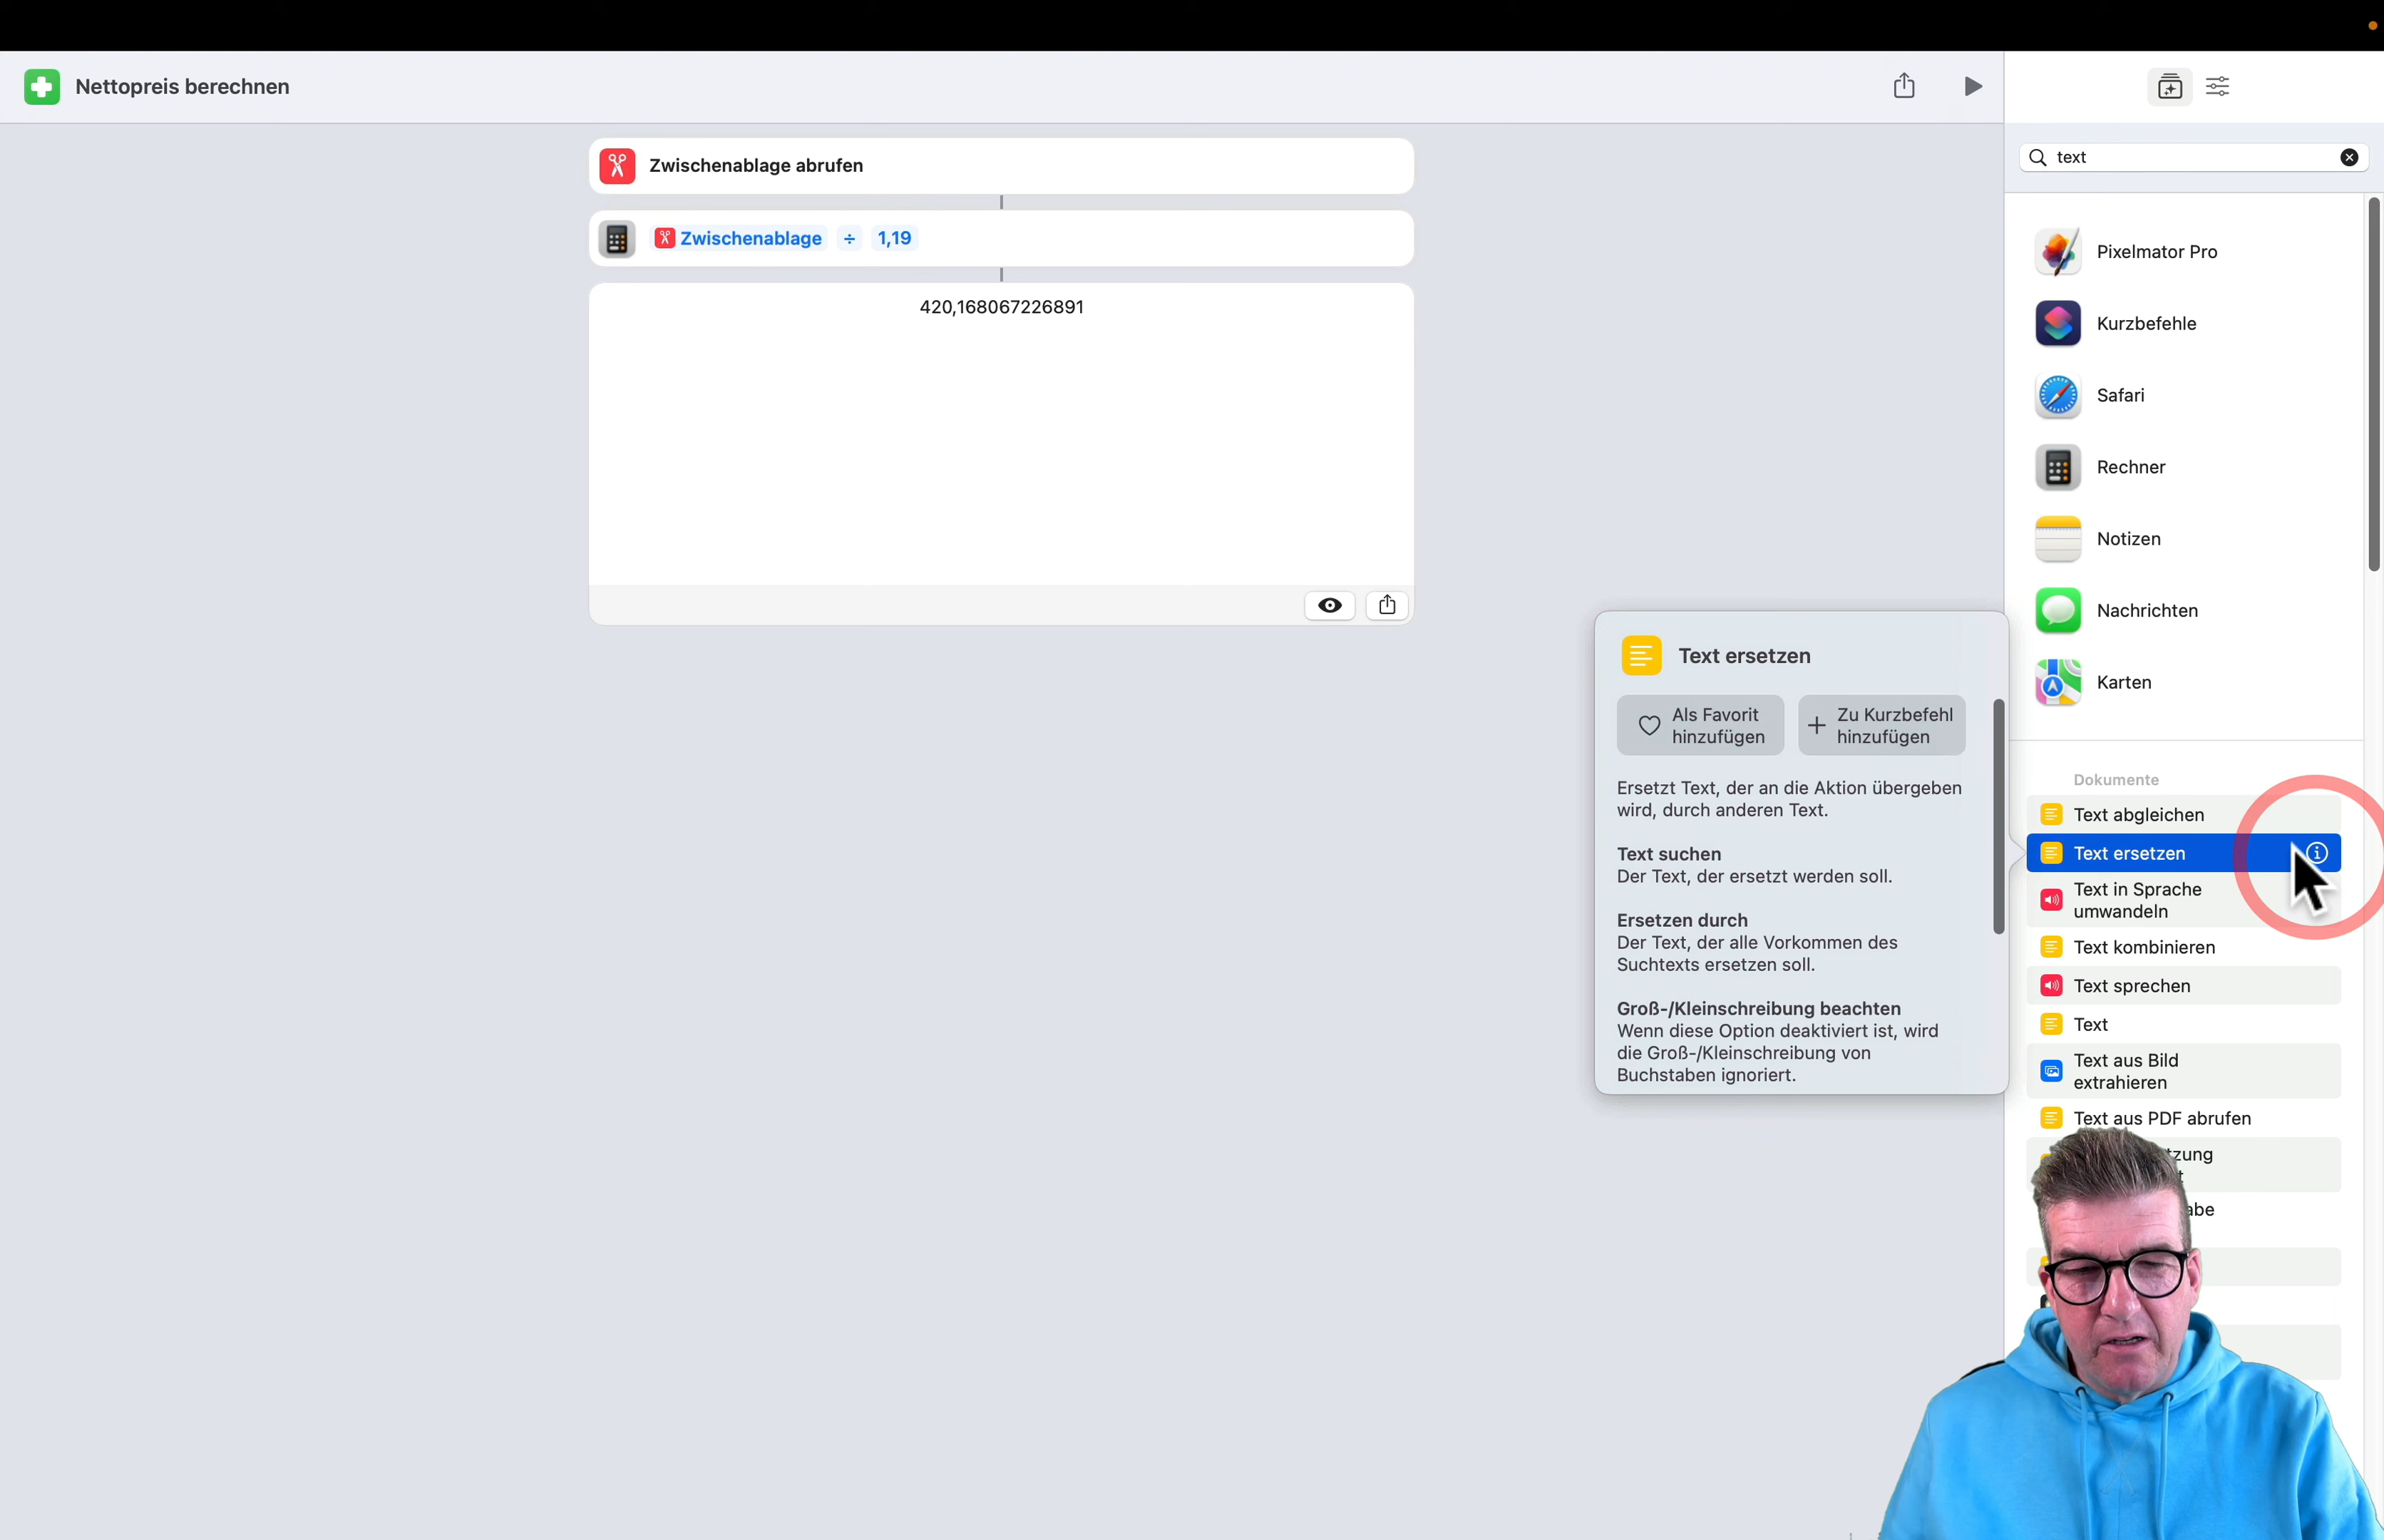 Nettopreis berechnen
text
Zwischenablage abrufen
Zwischenablage ÷ 1,19
420,168067226891
Pixelmator Pro
Kurzbefehle
Safari
Rechner
Notizen
Nachrichten
Karten
Text ersetzen
Als Favorit
hinzufügen
Zu Kurzbefehl
hinzufügen
Ersetzt Text, der an die Aktion übergeben
wird, durch anderen Text.
Text suchen
Der Text, der ersetzt werden soll.
Ersetzen durch
Der Text, der alle Vorkommen des
Suchtexts ersetzen soll.
Groß-/Kleinschreibung beachten
Wenn diese Option deaktiviert ist, wird
die Groß-/Kleinschreibung von
Buchstaben ignoriert.
Dokumente
Text abgleichen
Text ersetzen
Text in Sprache
umwandeln
Text kombinieren
Text sprechen
Text
Text aus Bild
extrahieren
Text aus PDF abrufen